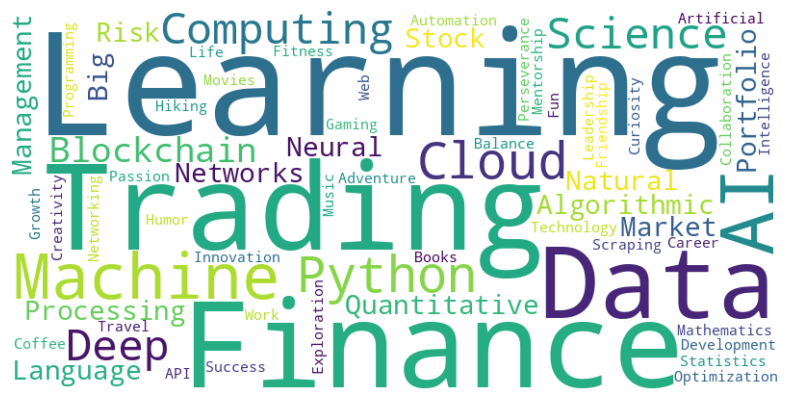 Learning
Trading
Finance
Data
AI
Machine
Python
Computing
Science
Cloud
Deep
Blockchain
Neural
Networks
Natural
Language
Processing
Algorithmic
Quantitative
Market
Portfolio
Management
Risk
Stock
Big
Automation
Artificial
Intelligence
Programming
Life
Fitness
Movies
Hiking
Web
Gaming
Perseverance
Mentorship
Fun
Leadership
Friendship
Curiosity
Collaboration
Balance
Passion
Adventure
Music
Growth
Creativity
Networking
Humor
Innovation
Books
Technology
Scraping
Career
Exploration
Work
Travel
Coffee
API
Success
Mathematics
Development
Statistics
Optimization